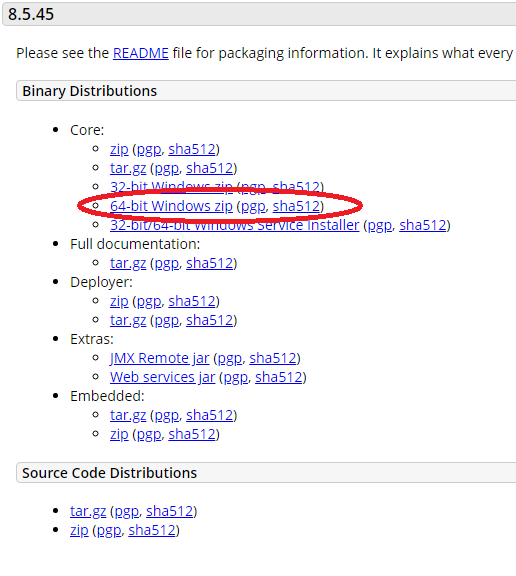 8.5.45
Please see the README file for packaging information. It explains what every
Binary Distributions
Core:
zip (pgp, sha512)
tar.gz (pgp, sha512)
32-bit Windows zip (pgp, sha512)
64-bit Windows zip (pgp, sha512)
32-bit/64-bit Windows Service Installer (pgp, sha512)
Full documentation:
tar.gz (pgp, sha512)
Deployer:
zip (pgp, sha512)
tar.gz (pgp, sha512)
Extras:
JMX Remote jar (pgp, sha512)
Web services jar (pgp, sha512)
Embedded:
tar.gz (pgp, sha512)
zip (pgp, sha512)
Source Code Distributions
tar.gz (pgp, sha512)
zip (pgp, sha512)